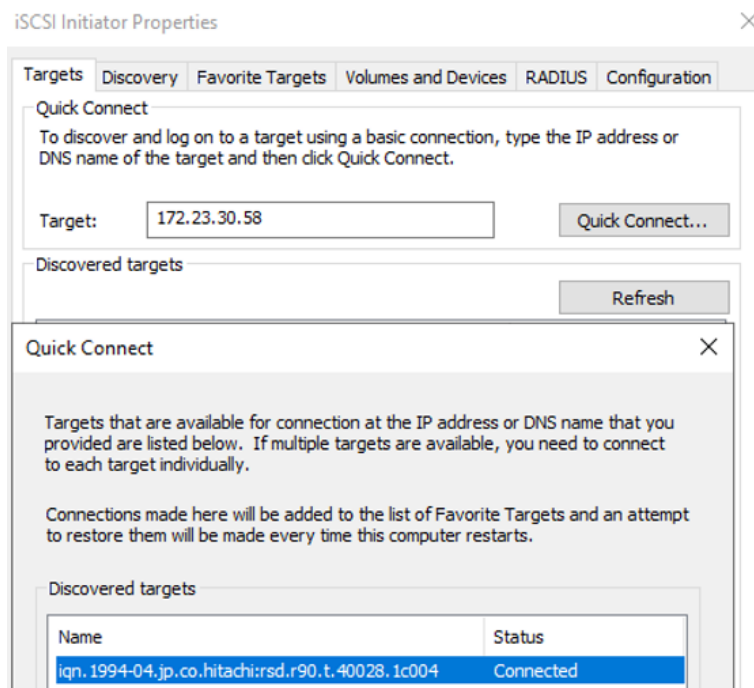 iSCSI Initiator Properties
Targets Discovery Favorite Targets Volumes and Devices RADIUS Configuration
Quick Connect
To discover and log on to a target using a basic connection, type the IP address or
DNS name of the target and then click Quick Connect.
Target: 172.23.30.58 Quick Connect...
Discovered targets
Refresh
Quick Connect
Targets that are available for connection at the IP address or DNS name that you
provided are listed below. If multiple targets are available, you need to connect
to each target individually.
Connections made here will be added to the list of Favorite Targets and an attempt
to restore them will be made every time this computer restarts.
Discovered targets
Name Status
iqn.1994-04.jp.co.hitachi:rsd.r90.t.40028.1c004 Connected